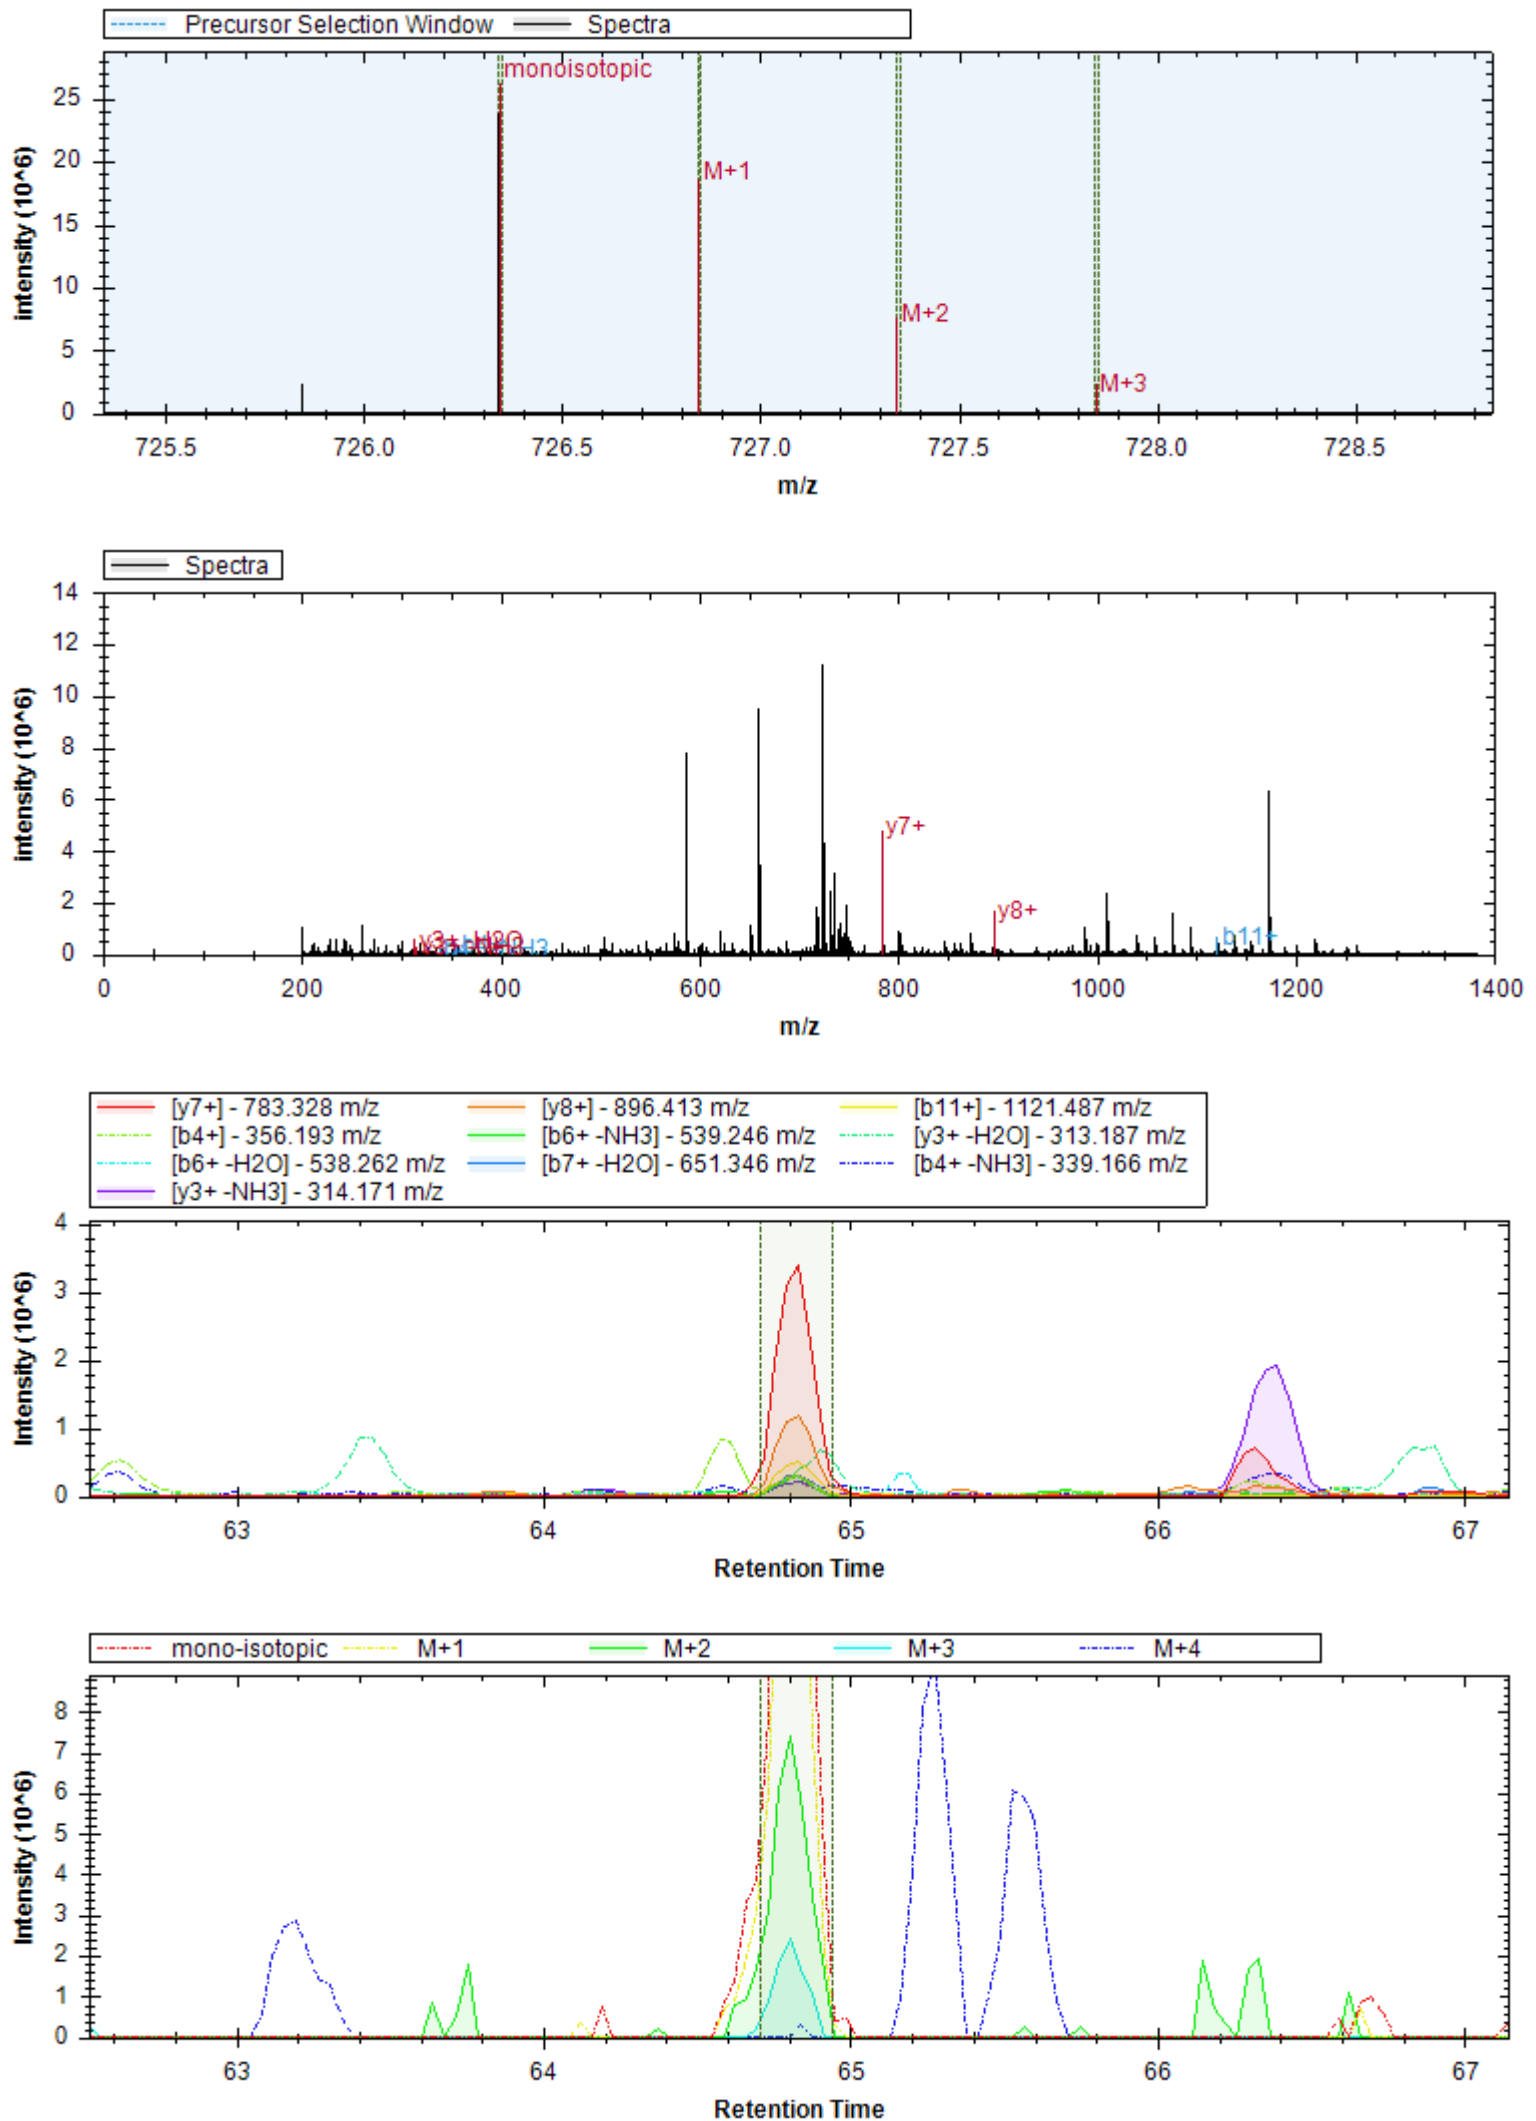 Precursor Selection Window Spectra
monoisotopic
M+1
M+2
M+3
25
20
15
10
5
0
intensity (10^6)
725.5 726.0 726.5 727.0 727.5 728.0 728.5
m/z
Spectra
14
12
10
8
6
4
2
0
intensity (10^6)
y7+
y8+
b11+
0 200 400 600 800 1000 1200 1400
m/z
[y7+] - 783.328 m/z [y8+] - 896.413 m/z [b11+] - 1121.487 m/z
[b4+] - 356.193 m/z [b6+ -NH3] - 539.246 m/z [y3+ -H2O] - 313.187 m/z
[b6+ -H2O] - 538.262 m/z [b7+ -H2O] - 651.346 m/z [b4+ -NH3] - 339.166 m/z
[y3+ -NH3] - 314.171 m/z
4
3
2
1
0
Intensity (10^6)
63 64 65 66 67
Retention Time
mono-isotopic M+1 M+2 M+3 M+4
8
7
6
5
4
3
2
1
0
Intensity (10^6)
63 64 65 66 67
Retention Time